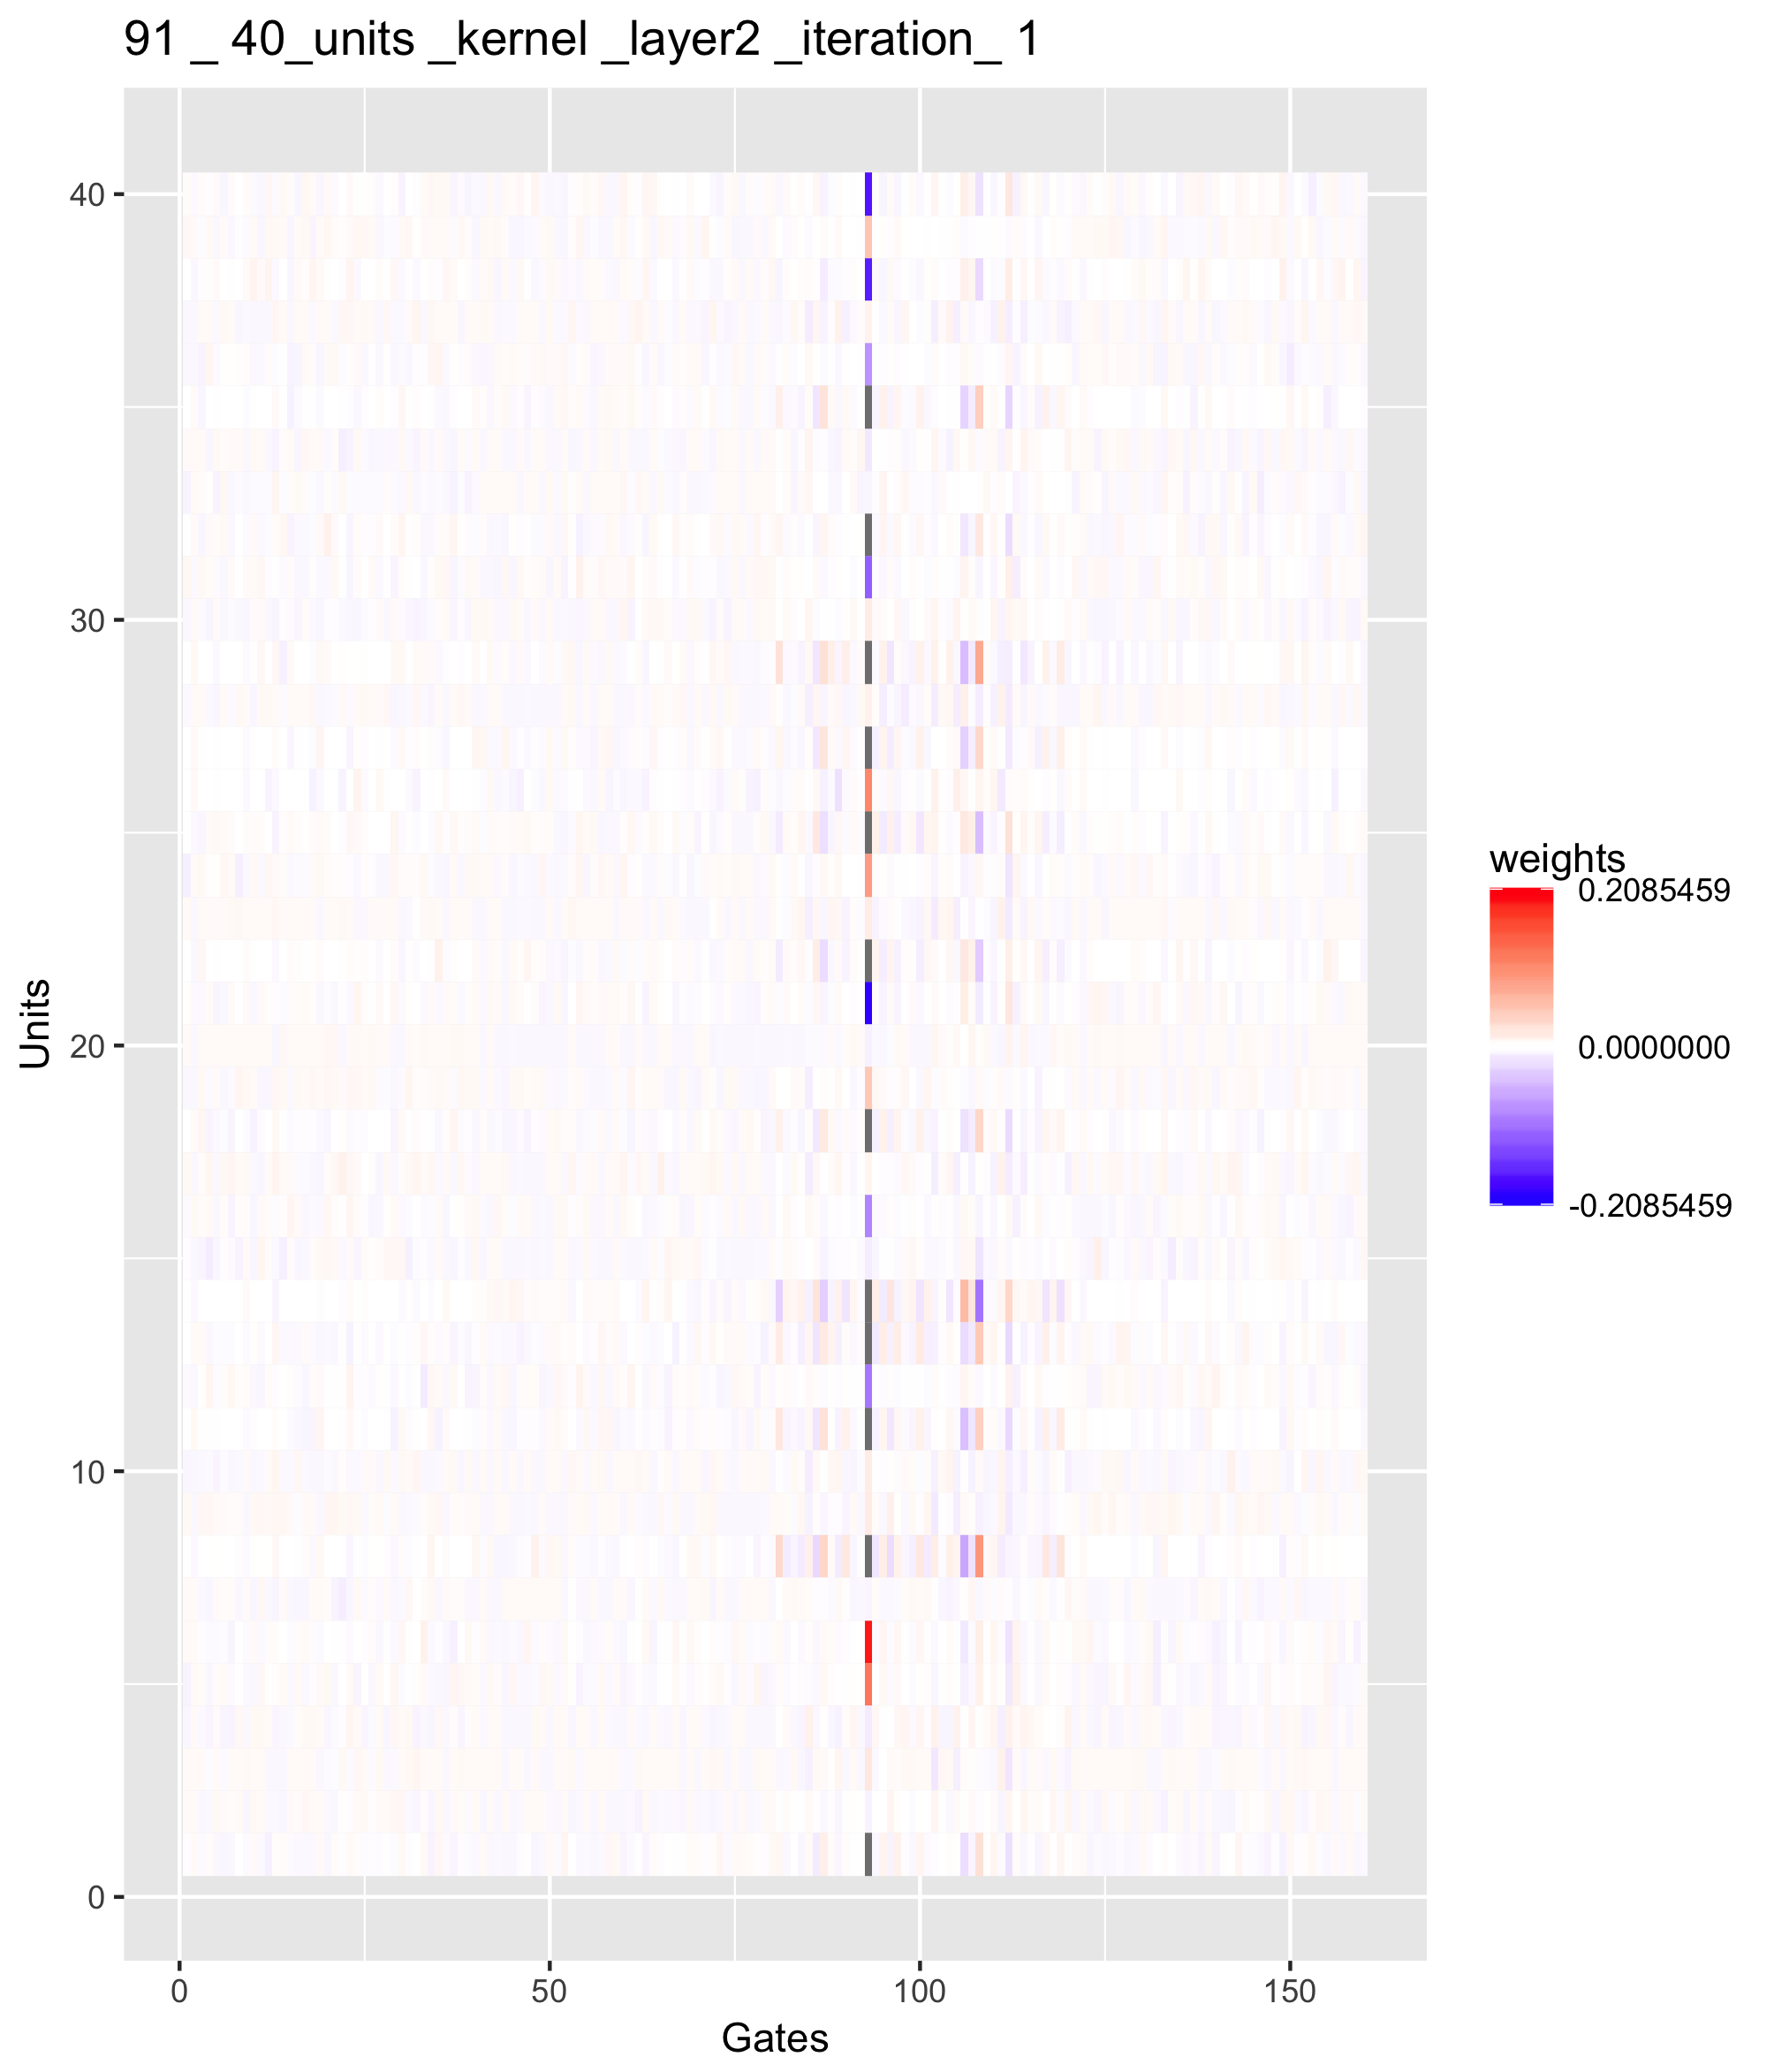 91 _ 40_units _kernel _layer2 _iteration_ 1
40
30
20
10
0
Units
0 50 100 150
Gates
weights
0.2085459
0.0000000
-0.2085459